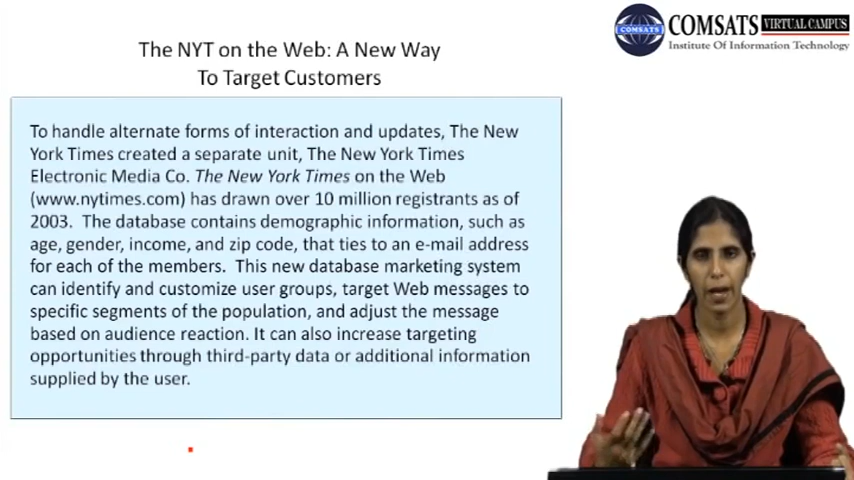 COMSATS VIRTUAL CAMPUS
Institute Of Information Technology
COMSATS
The NYT on the Web: A New Way
To Target Customers
To handle alternate forms of interaction and updates, The New
York Times created a separate unit, The New York Times
Electronic Media Co. The New York Times on the Web
(www.nytimes.com) has drawn over 10 million registrants as of
2003.  The database contains demographic information, such as
age, gender, income, and zip code, that ties to an e-mail address
for each of the members.  This new database marketing system
can identify and customize user groups, target Web messages to
specific segments of the population, and adjust the message
based on audience reaction. It can also increase targeting
opportunities through third-party data or additional information
supplied by the user.